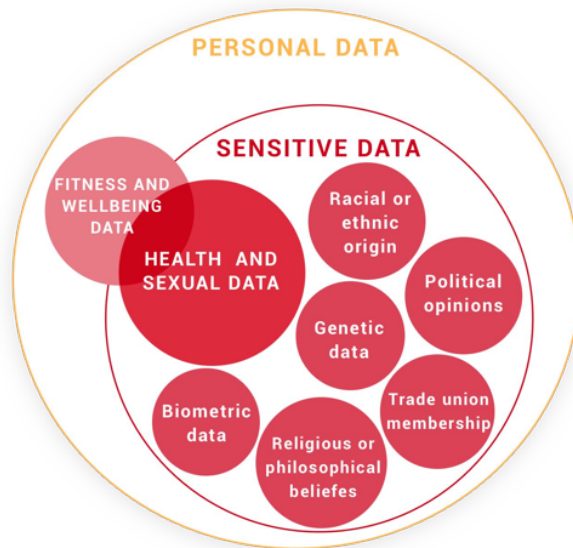 PERSONAL DATA
SENSITIVE DATA
FITNESS AND
WELLBEING
DATA
HEALTH AND
SEXUAL DATA
Racial or
ethnic
origin
Political
opinions
Genetic
data
Trade union
membership
Biometric
data
Religious or
philosophical
beliefes